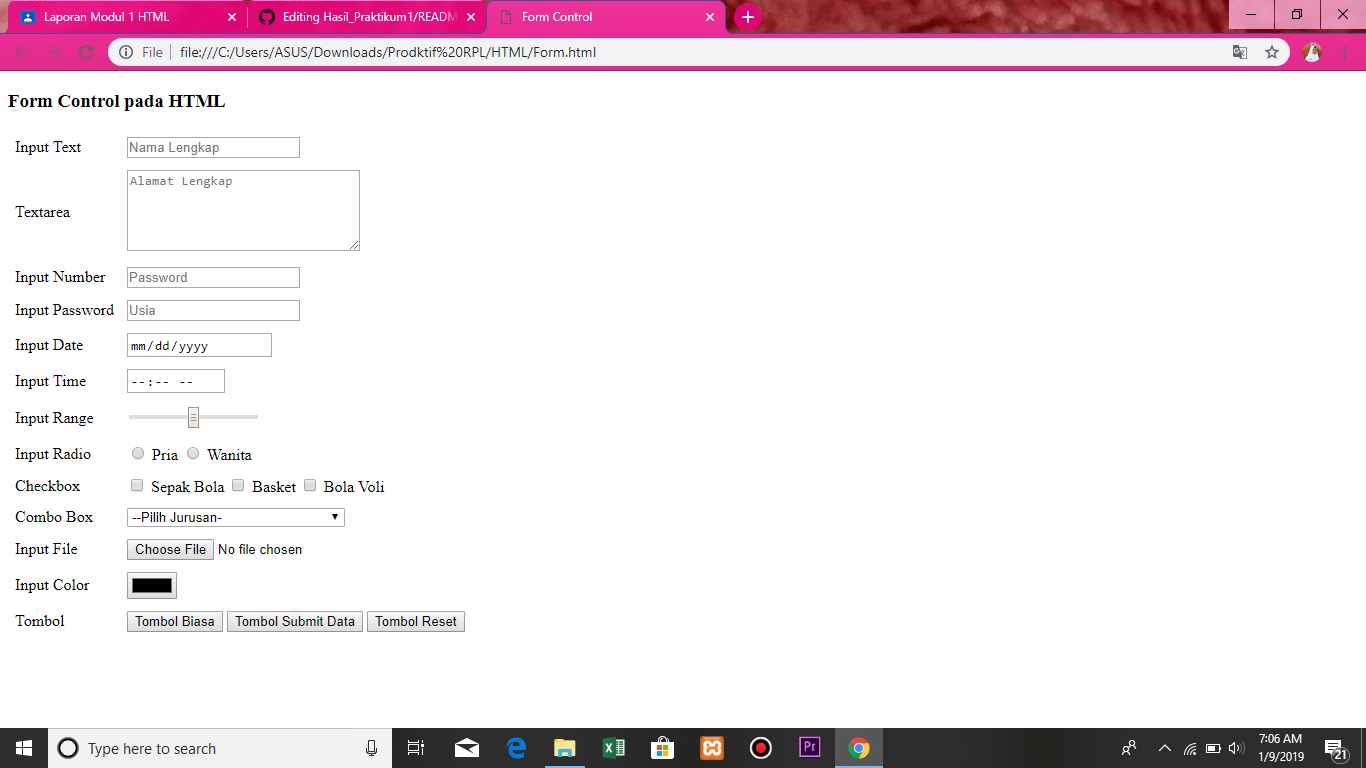 Laporan Modul 1 HTML
Editing Hasil_Praktikum1/READM
Form Control
File file:///C:/Users/ASUS/Downloads/Prodktif%20RPL/HTML/Form.html
Form Control pada HTML
Input Text Nama Lengkap
Textarea Alamat Lengkap
Input Number Password
Input Password Usia
Input Date mm/dd/yyyy
Input Time --:-- --
Input Range
Input Radio Pria Wanita
Checkbox Sepak Bola Basket Bola Voli
Combo Box --Pilih Jurusan-
Input File Choose File No file chosen
Input Color
Tombol Tombol Biasa Tombol Submit Data Tombol Reset
Type here to search
Pr
7:06 AM
1/9/2019
21